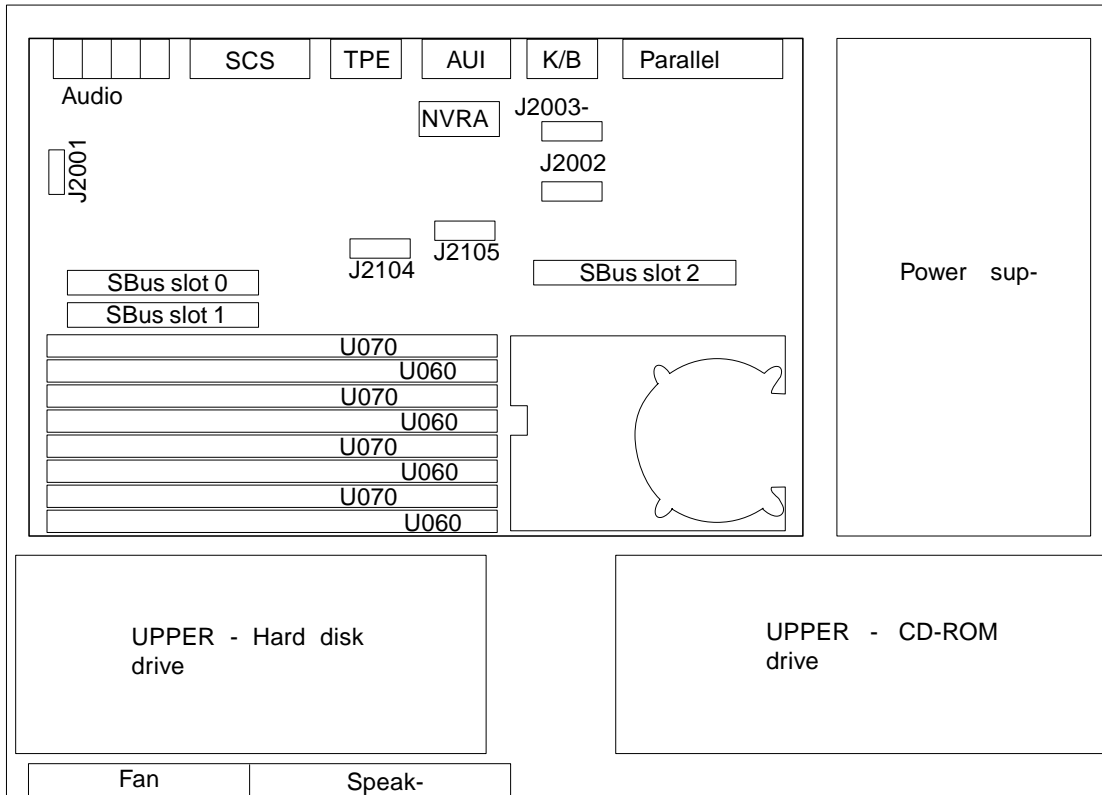 SCS
TPE
AUI
K/B
Parallel
Audio
NVRA
J2003-
J2001
J2002
J2104
J2105
SBus slot 0
SBus slot 2
Power sup-
SBus slot 1
U070
U060
U070
U060
U070
U060
U070
U060
UPPER - Hard disk
drive
UPPER - CD-ROM
drive
Fan
Speak-